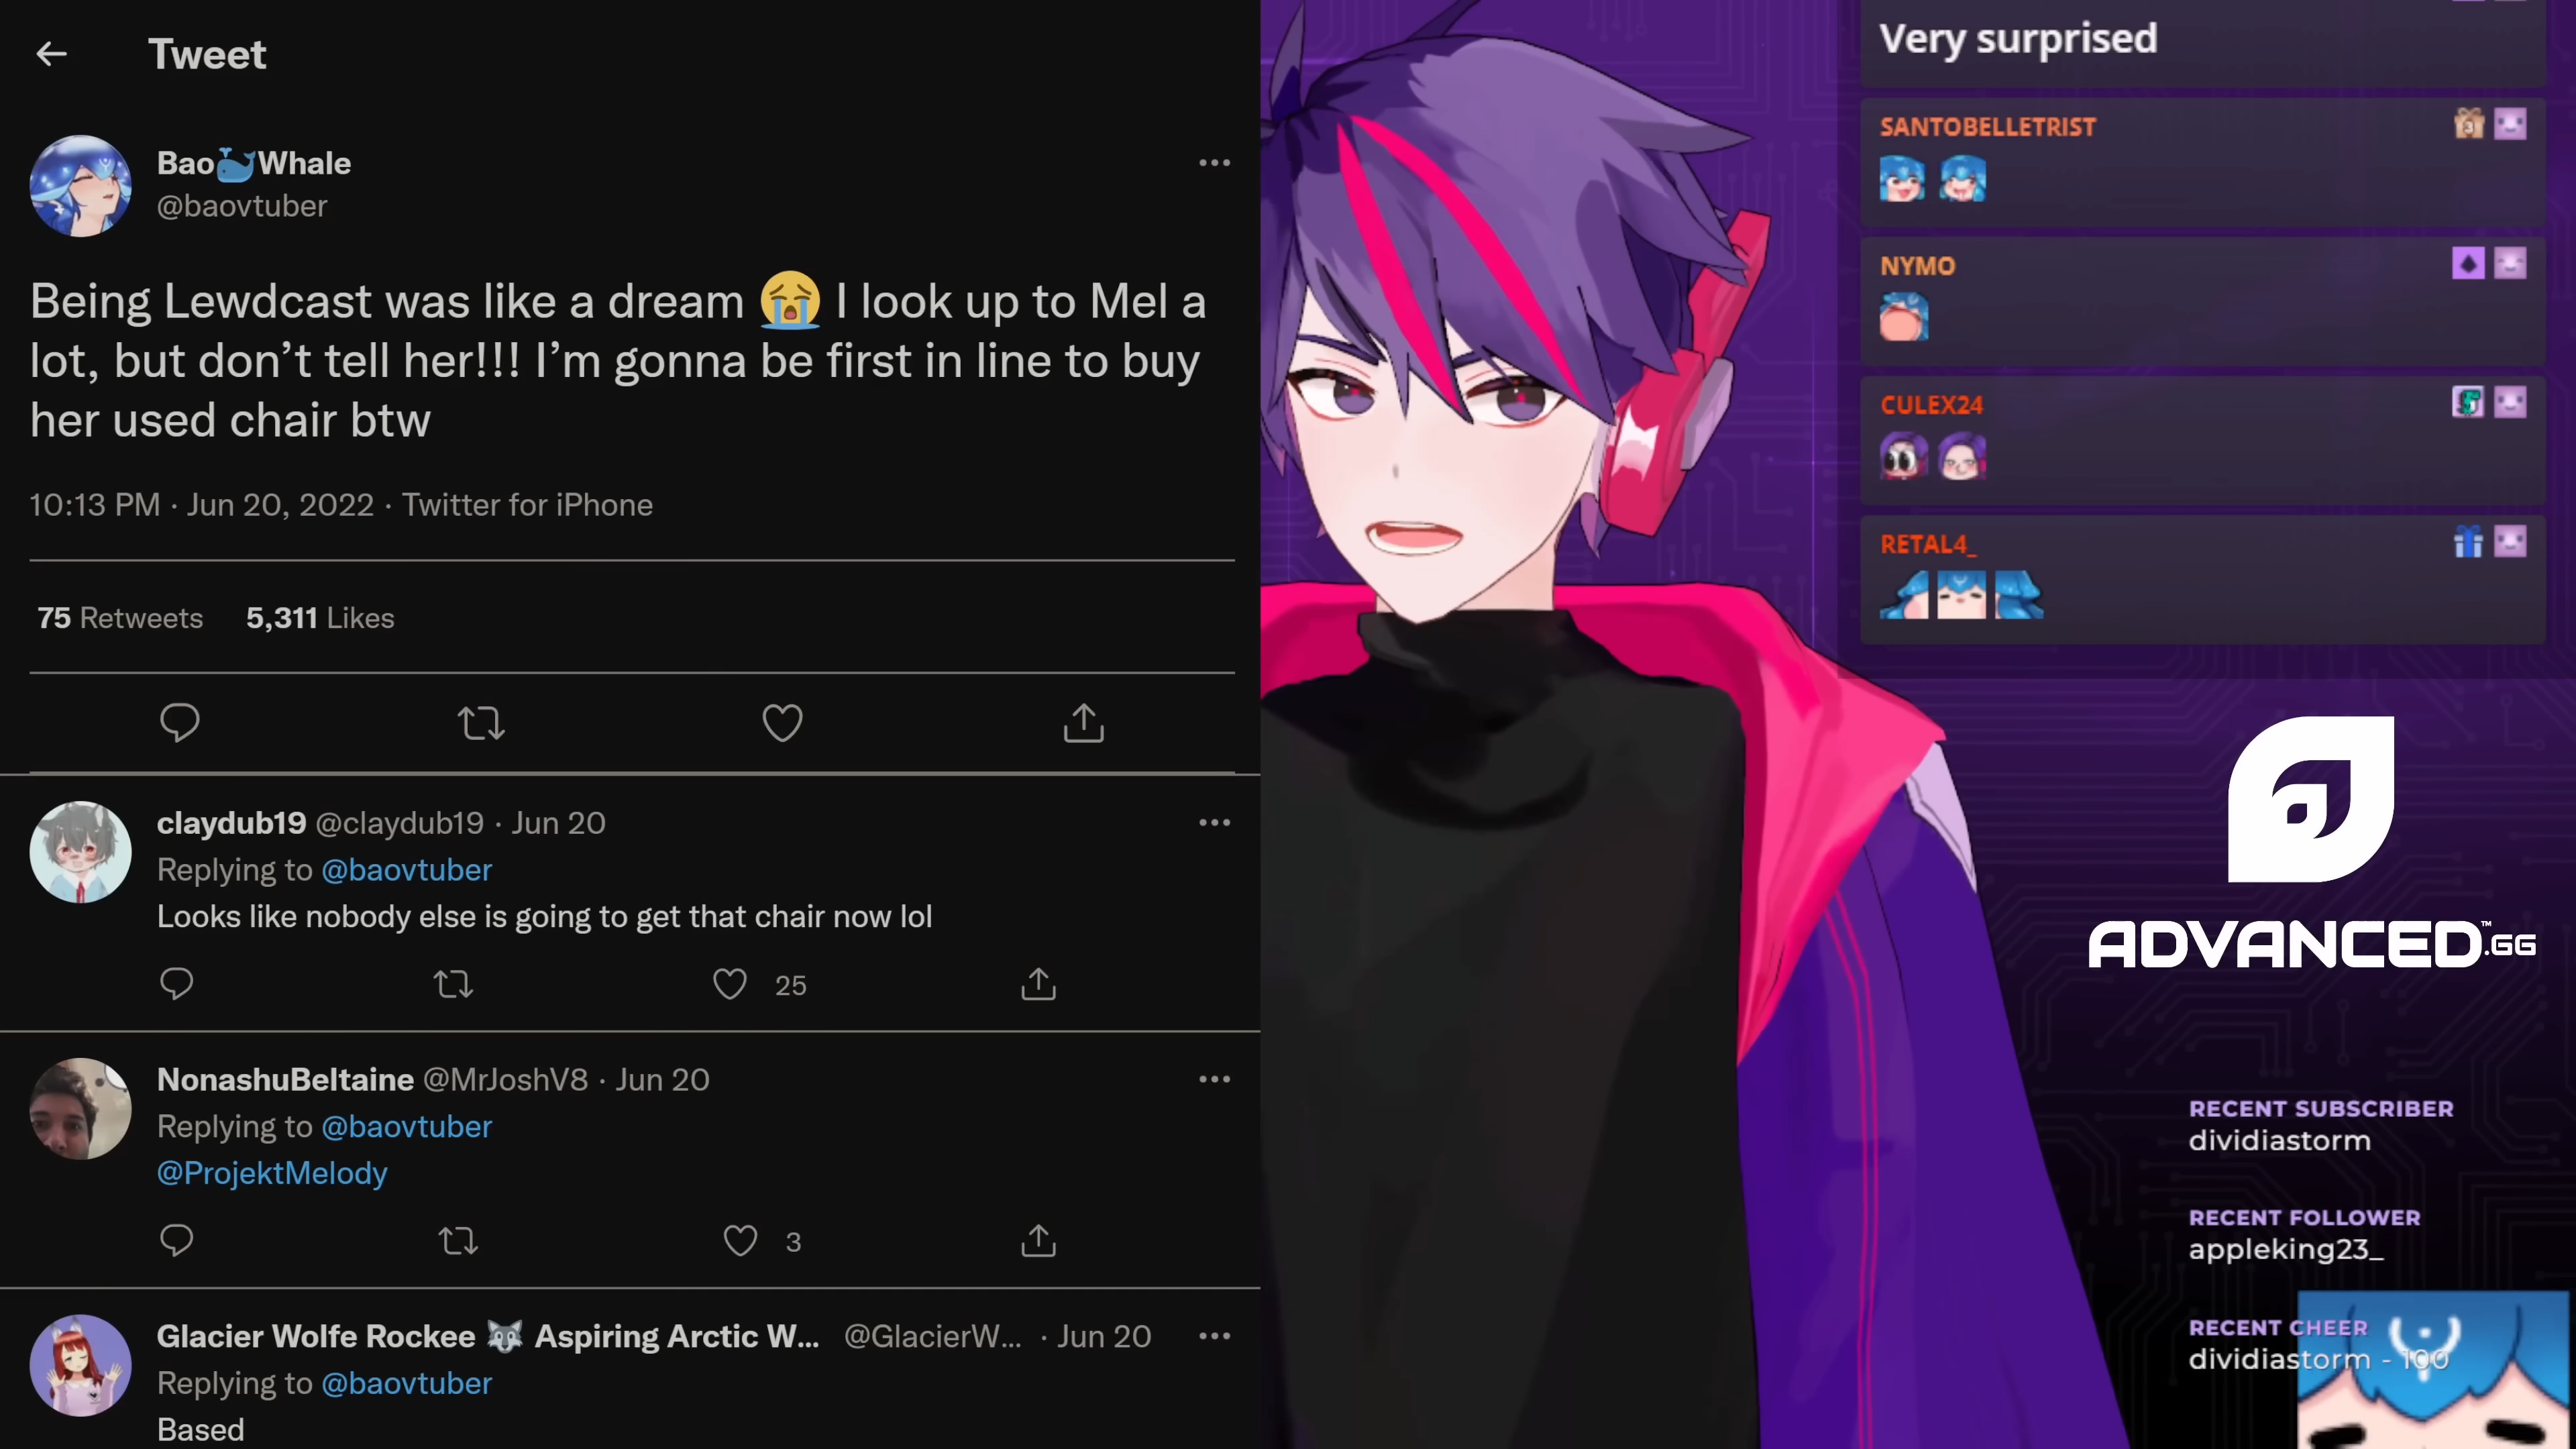 Tweet
Bao🐳Whale
@baovtuber
Being Lewdcast was like a dream 😭 I look up to Mel a
lot, but don’t tell her!!! I’m gonna be first in line to buy
her used chair btw
10:13 PM · Jun 20, 2022 · Twitter for iPhone
75 Retweets 5,311 Likes
claydub19 @claydub19 · Jun 20
Replying to @baovtuber
Looks like nobody else is going to get that chair now lol
25
NonashuBeltaine @MrJoshV8 · Jun 20
Replying to @baovtuber
@ProjektMelody
3
Glacier Wolfe Rockee 🐺 Aspiring Arctic W... @GlacierW... · Jun 20
Replying to @baovtuber
Based
Very surprised
SANTOBELLETRIST
3
NYMO
CULEX24
RETAL4_
ADVANCED.GG™
RECENT SUBSCRIBER
dividiastorm
RECENT FOLLOWER
appleking23_
RECENT CHEER
dividiastorm - 100